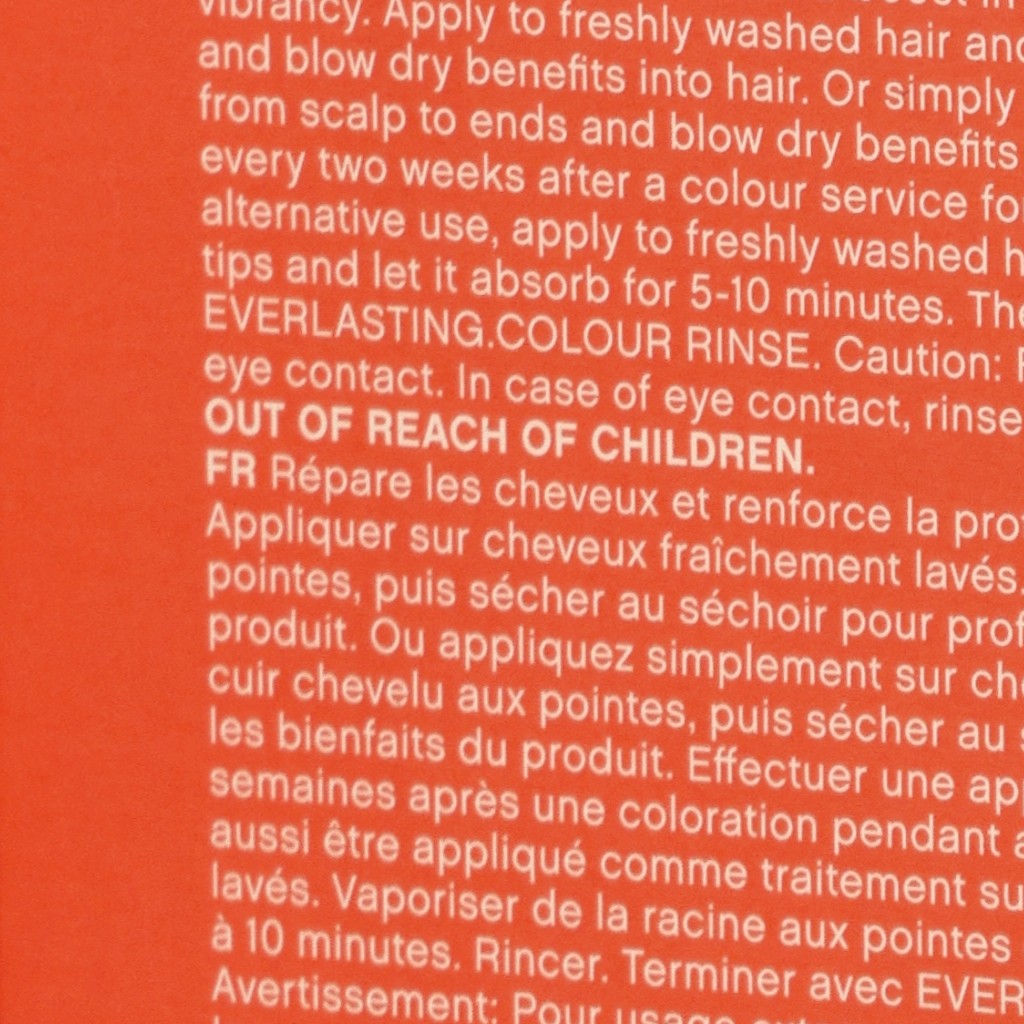 vibrancy. Apply to freshly washed hair and
and blow dry benefits into hair. Or simply
from scalp to ends and blow dry benefits
every two weeks after a colour service fo
alternative use, apply to freshly washed h
tips and let it absorb for 5-10 minutes. The
EVERLASTING.COLOUR RINSE. Caution:
eye contact. In case of eye contact, rinse
OUT OF REACH OF CHILDREN.
FR Répare les cheveux et renforce la pro
Appliquer sur cheveux fraîchement lavés.
pointes, puis sécher au séchoir pour prof
produit. Ou appliquez simplement sur che
cuir chevelu aux pointes, puis sécher au
les bienfaits du produit. Effectuer une app
semaines après une coloration pendant
aussi être appliqué comme traitement su
lavés. Vaporiser de la racine aux pointes
à 10 minutes. Rincer. Terminer avec EVER
Avertissement: Pour usage